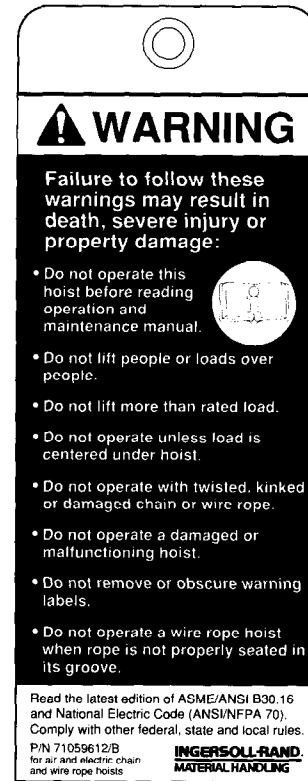 WARNING
Failure to follow these
warnings may result in
death, severe injury or
property damage:
• Do not operate this
hoist before reading
operation and
maintenance manual.
• Do not lift people or loads over
people.
• Do not lift more than rated load.
• Do not operate unless load is
centered under hoist.
• Do not operate with twisted, kinked
or damaged chain or wire rope.
• Do not operate a damaged or
malfunctioning hoist.
• Do not remove or obscure warning
labels.
• Do not operate a wire rope hoist
when rope is not properly seated in
its groove.
Read the latest edition of ASME/ANSI B30.16
and National Electric Code (ANSI/NFPA 70).
Comply with other federal, state and local rules.
P/N 71059612/B
for air and electric chain
and wire rope hoists
INGERSOLL-RAND.
MATERIAL HANDLING